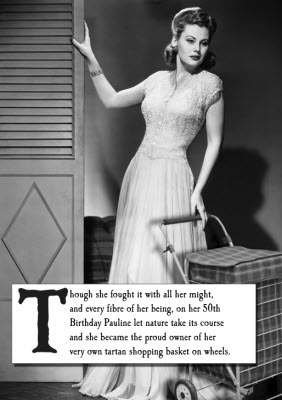 Though she fought it with all her might,
and every fibre of her being, on her 50th
Birthday Pauline let nature take its course
and she became the proud owner of her
very own tartan shopping basket on wheels.